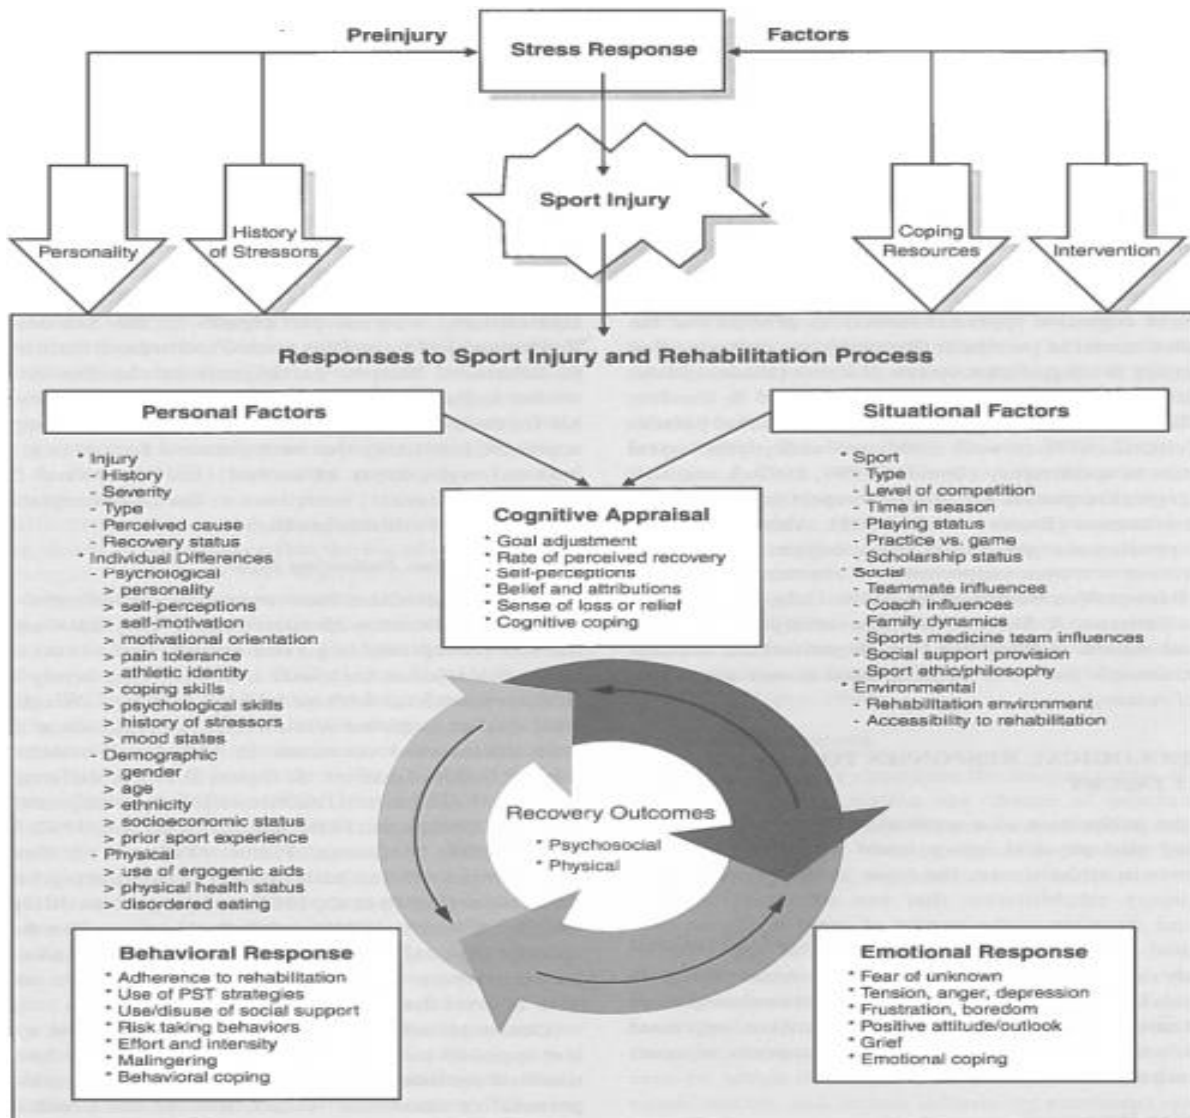 Preinjury
Stress Response
Factors
Sport Injury
Personality
History
of Stressors
Coping
Resources
Intervention
Responses to Sport Injury and Rehabilitation Process
Personal Factors
* Injury
- History
- Severity
- Type
- Perceived cause
- Recovery status
* Individual Differences
- Psychological
> personality
> self-perceptions
> self-motivation
> motivational orientation
> pain tolerance
> athletic identity
> coping skills
> psychological skills
> history of stressors
> mood states
- Demographic
> gender
> age
> ethnicity
> socioeconomic status
> prior sport experience
- Physical
> use of ergogenic aids
> physical health status
> disordered eating
Cognitive Appraisal
* Goal adjustment
* Rate of perceived recovery
* Self-perceptions
* Belief and attributions
* Sense of loss or relief
* Cognitive coping
Situational Factors
* Sport
- Type
- Level of competition
- Time in season
- Playing status
- Practice vs. game
- Scholarship status
* Social
- Teammate influences
- Coach influences
- Family dynamics
- Sports medicine team influences
- Social support provision
- Sport ethic/philosophy
* Environmental
- Rehabilitation environment
- Accessibility to rehabilitation
Recovery Outcomes
* Psychosocial
* Physical
Behavioral Response
* Adherence to rehabilitation
* Use of PST strategies
* Use/disuse of social support
* Risk taking behaviors
* Effort and intensity
* Malingering
* Behavioral coping
Emotional Response
* Fear of unknown
* Tension, anger, depression
* Frustration, boredom
* Positive attitude/outlook
* Grief
* Emotional coping